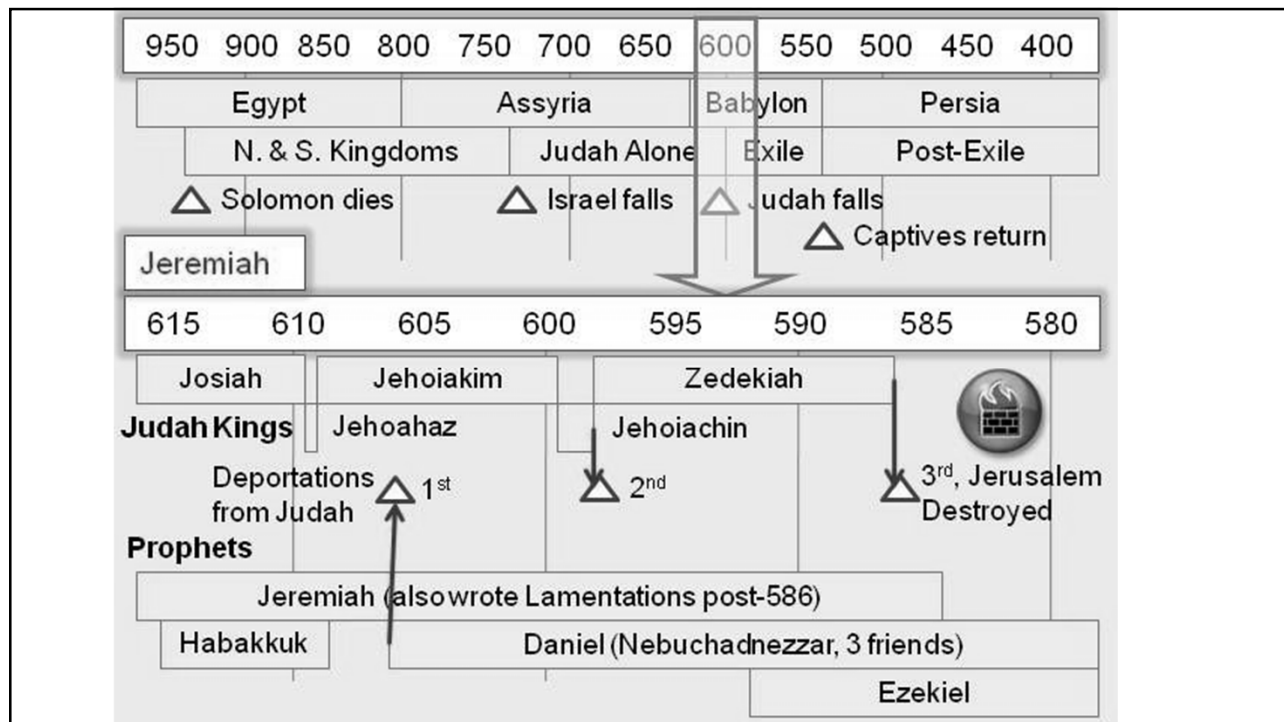 950 900 850 800 750 700 650 600 550 500 450 400
Egypt Assyria Babylon Persia
N. & S. Kingdoms Judah Alone Exile Post-Exile
Solomon dies Israel falls Judah falls
Captives return
Jeremiah
615 610 605 600 595 590 585 580
Josiah Jehoiakim Zedekiah
Judah Kings Jehoahaz Jehoiachin
Deportations 1st 2nd 3rd, Jerusalem
from Judah Destroyed
Prophets
Jeremiah (also wrote Lamentations post-586)
Habakkuk Daniel (Nebuchadnezzar, 3 friends)
Ezekiel